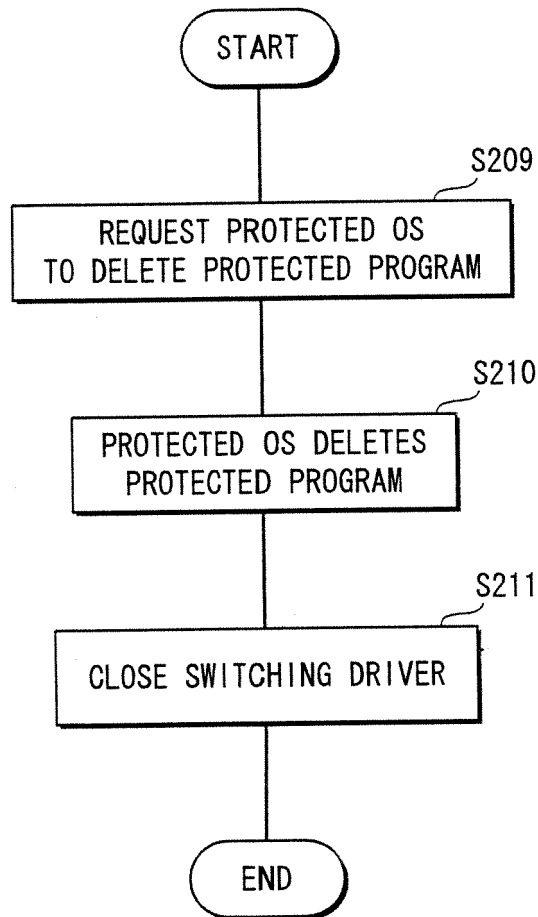 START
S209
REQUEST PROTECTED OS
TO DELETE PROTECTED PROGRAM
S210
PROTECTED OS DELETES
PROTECTED PROGRAM
S211
CLOSE SWITCHING DRIVER
END